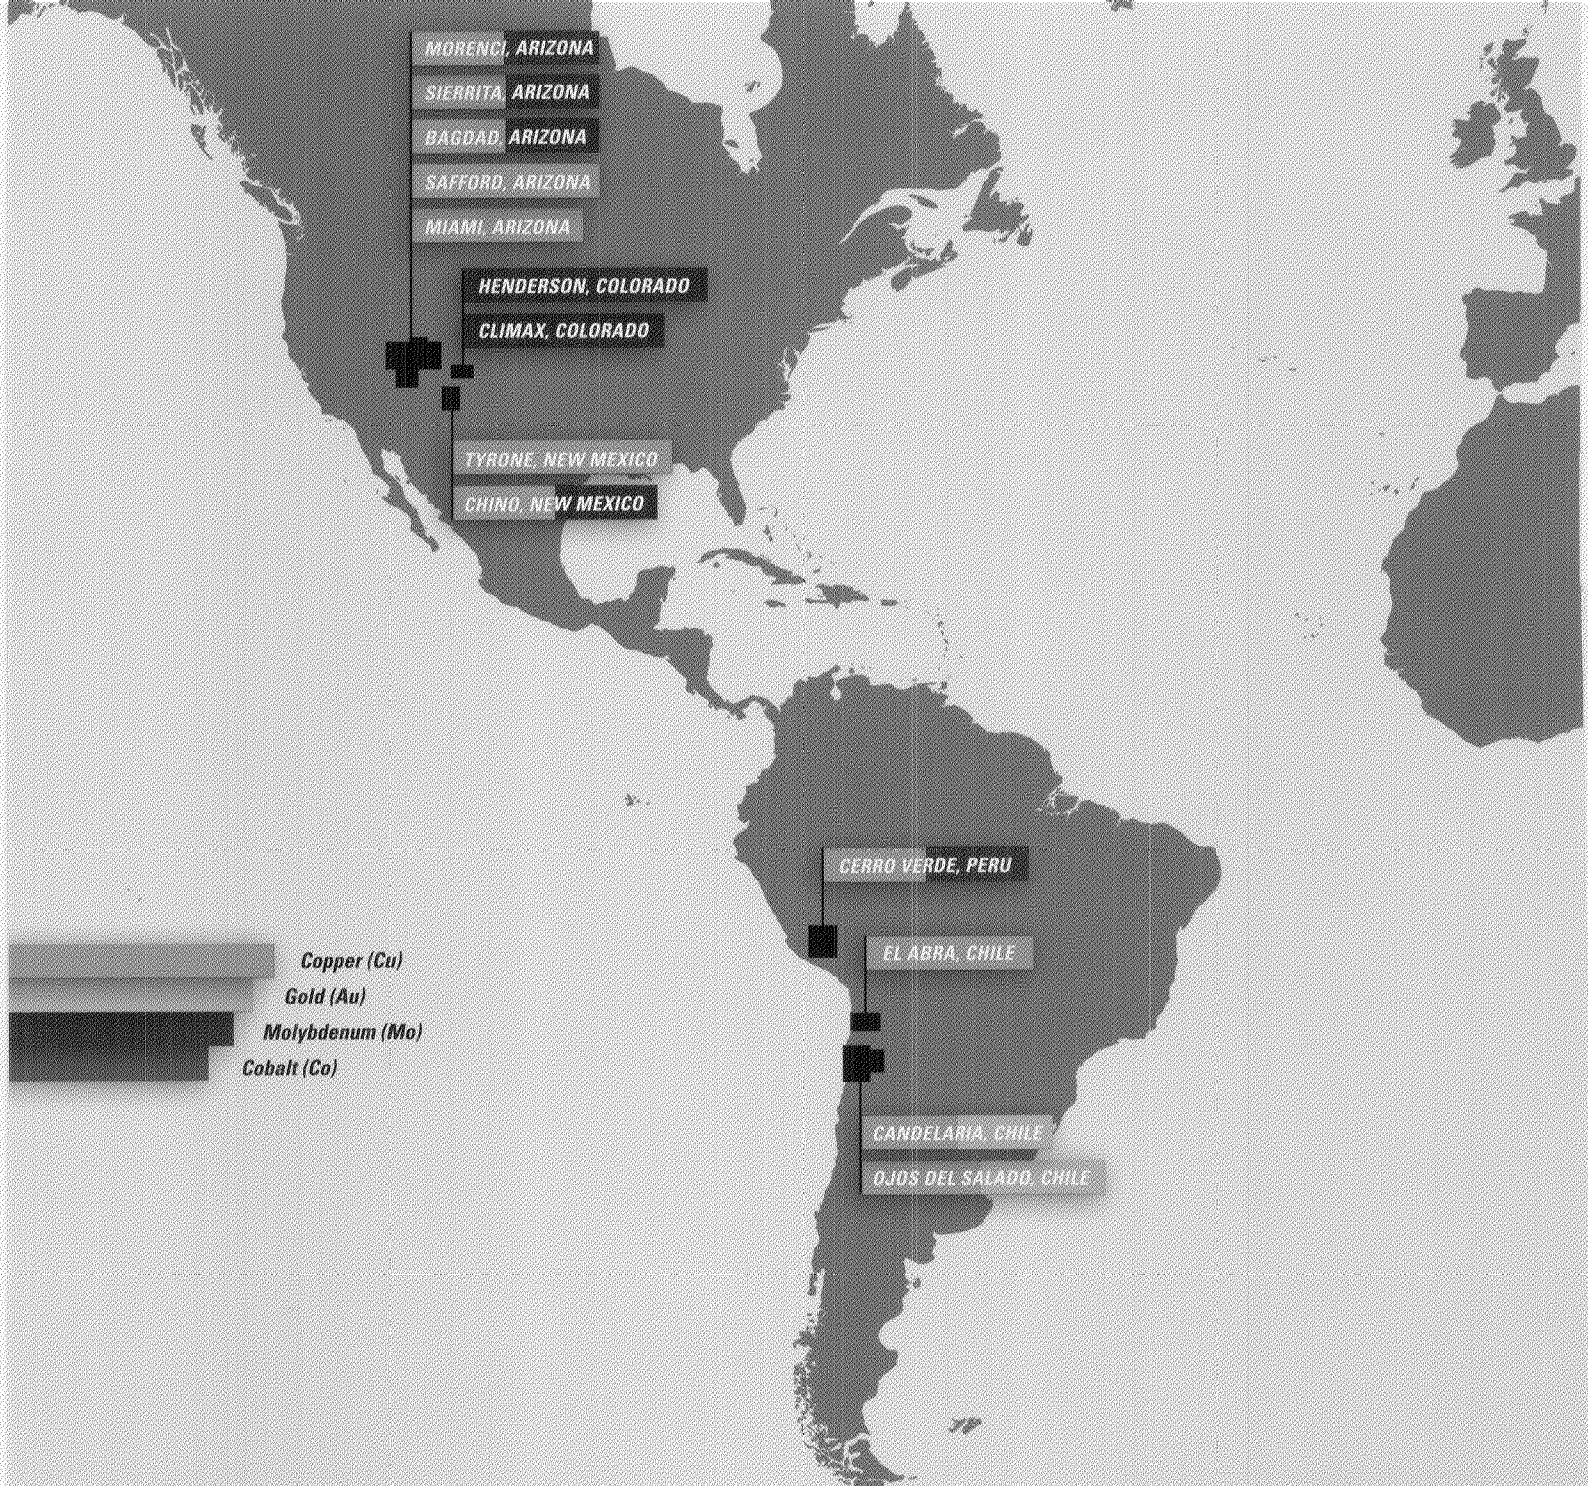 MORENCI, ARIZONA
SIERRITA, ARIZONA
BAGDAD, ARIZONA
SAFFORD, ARIZONA
MIAMI, ARIZONA
HENDERSON, COLORADO
CLIMAX, COLORADO
TYRONE, NEW MEXICO
CHINO, NEW MEXICO
CERRO VERDE, PERU
EL ABRA, CHILE
Copper (Cu)
Gold (Au)
Molybdenum (Mo)
Cobalt (Co)
CANDELARIA, CHILE
OJOS DEL SALADO, CHILE